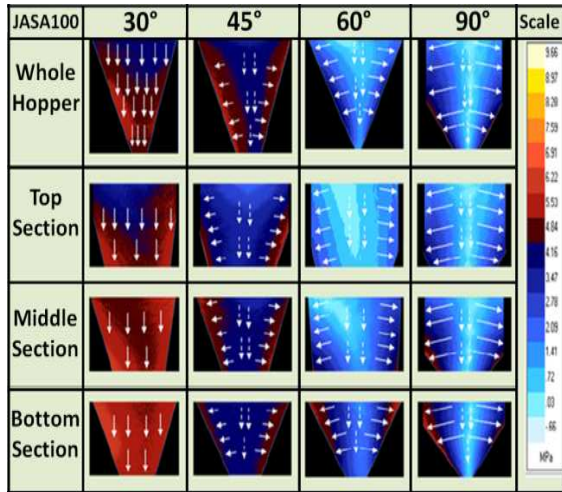 JASA100 30° 45° 60° 90° Scale
Whole
Hopper
Top
Section
Middle
Section
Bottom
Section
9.66
8.97
8.28
7.59
6.91
6.22
5.53
4.84
4.16
3.47
2.78
2.09
1.41
.72
.03
-.66
MPa